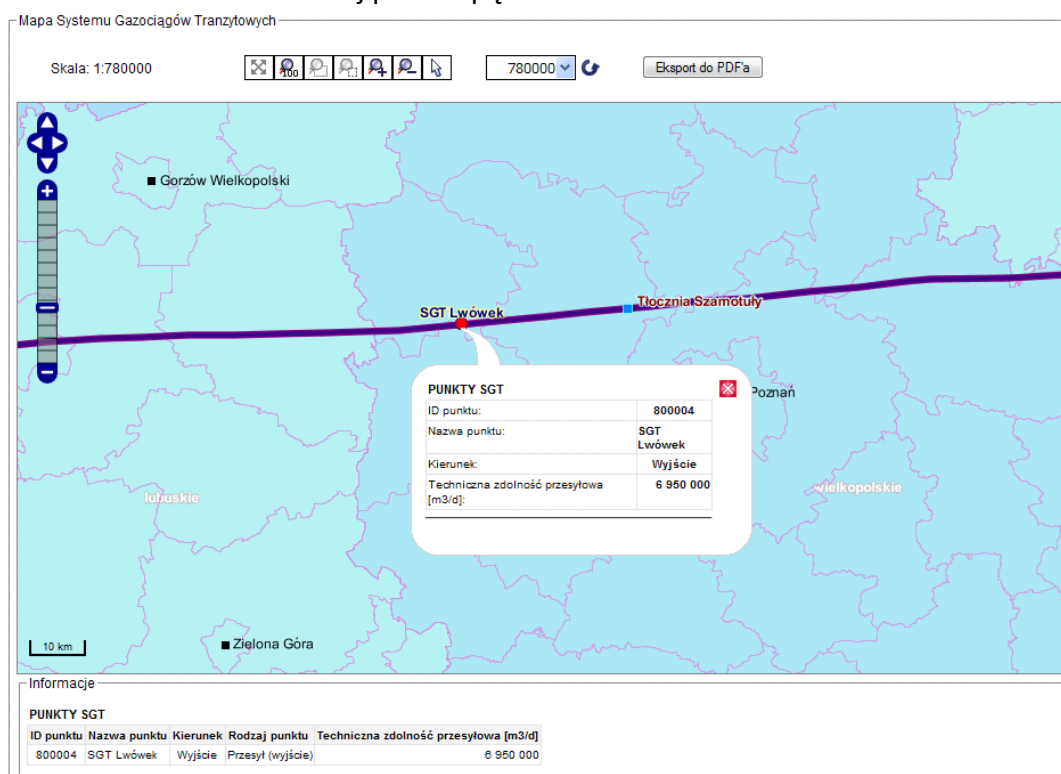 Mapa Systemu Gazociągów Tranzytowych
Skala: 1:780000
100
780000
Eksport do PDF'a
Gorzów Wielkopolski
SGT Lwówek
Tłocznia Szamotuły
PUNKTY SGT
Poznań
ID punktu: 800004
Nazwa punktu: SGT
Lwówek
Kierunek: Wyjście
Techniczna zdolność przesyłowa 6 950 000
[m3/d]:
lubuskie
wielkopolskie
10 km
Zielona Góra
Informacje
PUNKTY SGT
ID punktu Nazwa punktu Kierunek Rodzaj punktu Techniczna zdolność przesyłowa [m3/d]
800004 SGT Lwówek Wyjście Przesył (wyjście) 6 950 000